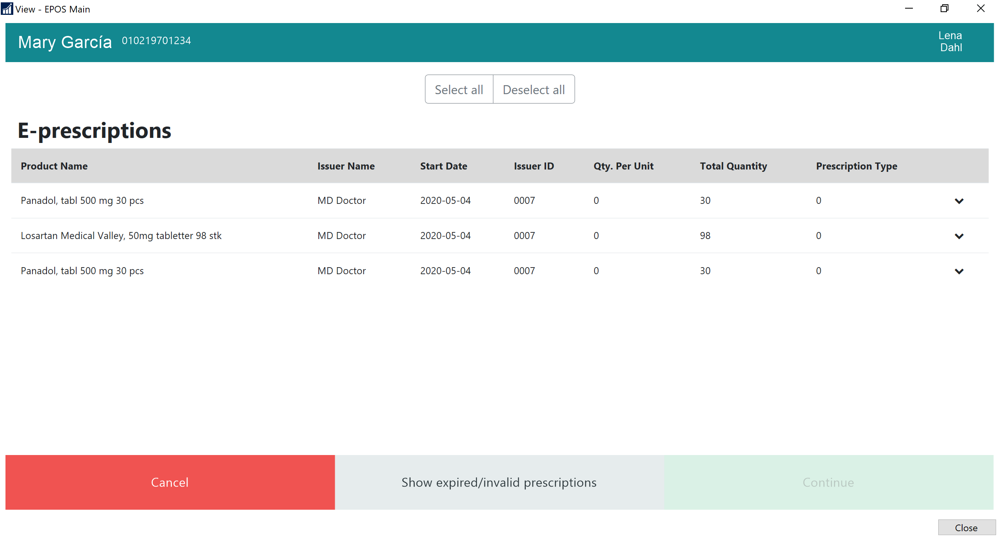 View - EPOS Main
Mary García 010219701234
Lena
Dahl
Select all Deselect all
E-prescriptions
Product Name Issuer Name Start Date Issuer ID Qty. Per Unit Total Quantity Prescription Type
Panadol, tabl 500 mg 30 pcs MD Doctor 2020-05-04 0007 0 30 0
Losartan Medical Valley, 50mg tabletter 98 stk MD Doctor 2020-05-04 0007 0 98 0
Panadol, tabl 500 mg 30 pcs MD Doctor 2020-05-04 0007 0 30 0
Cancel Show expired/invalid prescriptions Continue
Close